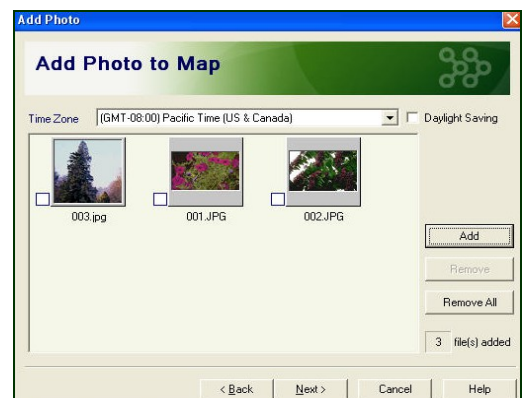 Add Photo
Add Photo to Map
Time Zone (GMT-08:00) Pacific Time (US & Canada) Daylight Saving
003.jpg 001.JPG 002.JPG
Add
Remove
Remove All
3 file(s) added
< Back Next > Cancel Help